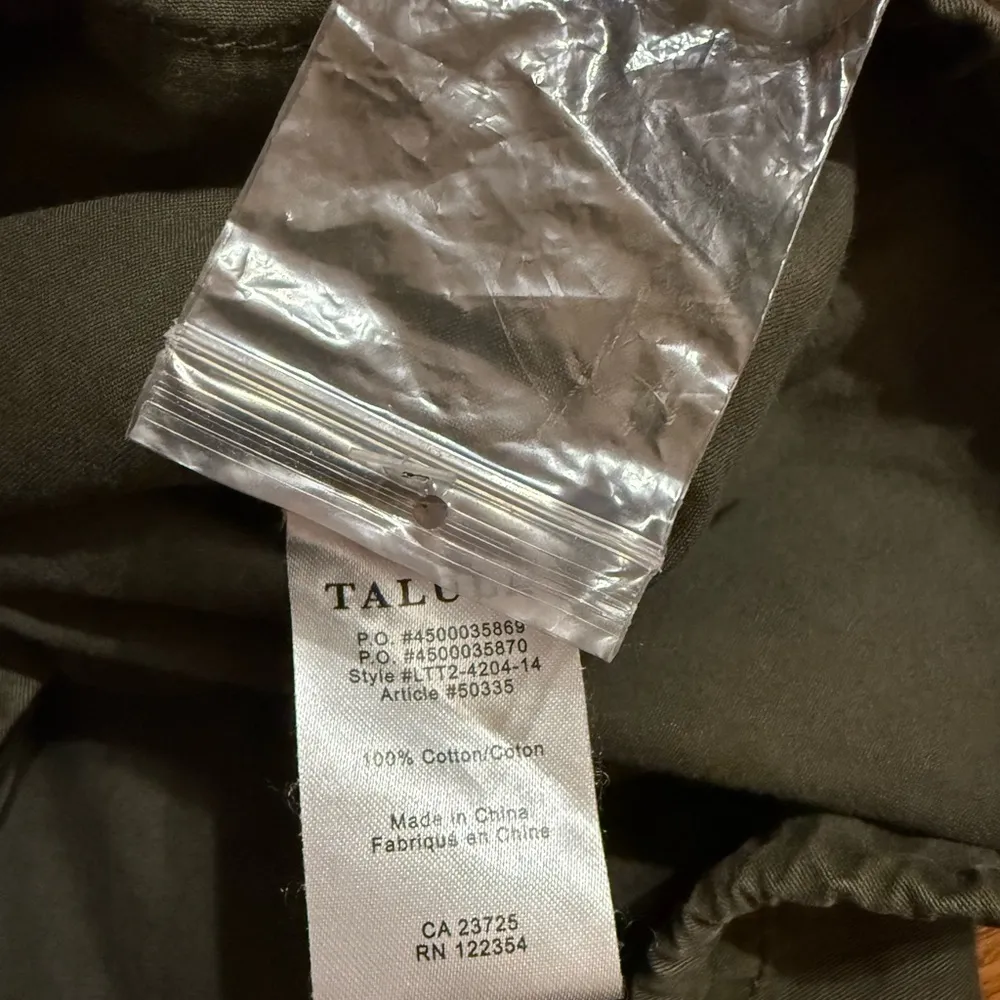 TALU
P.O. #4500035869
P.O. #4500035870
Style #LTT2-4204-14
Article #50335
100% Cotton/Coton
Made in China
Fabriqué en Chine
CA 23725
RN 122354